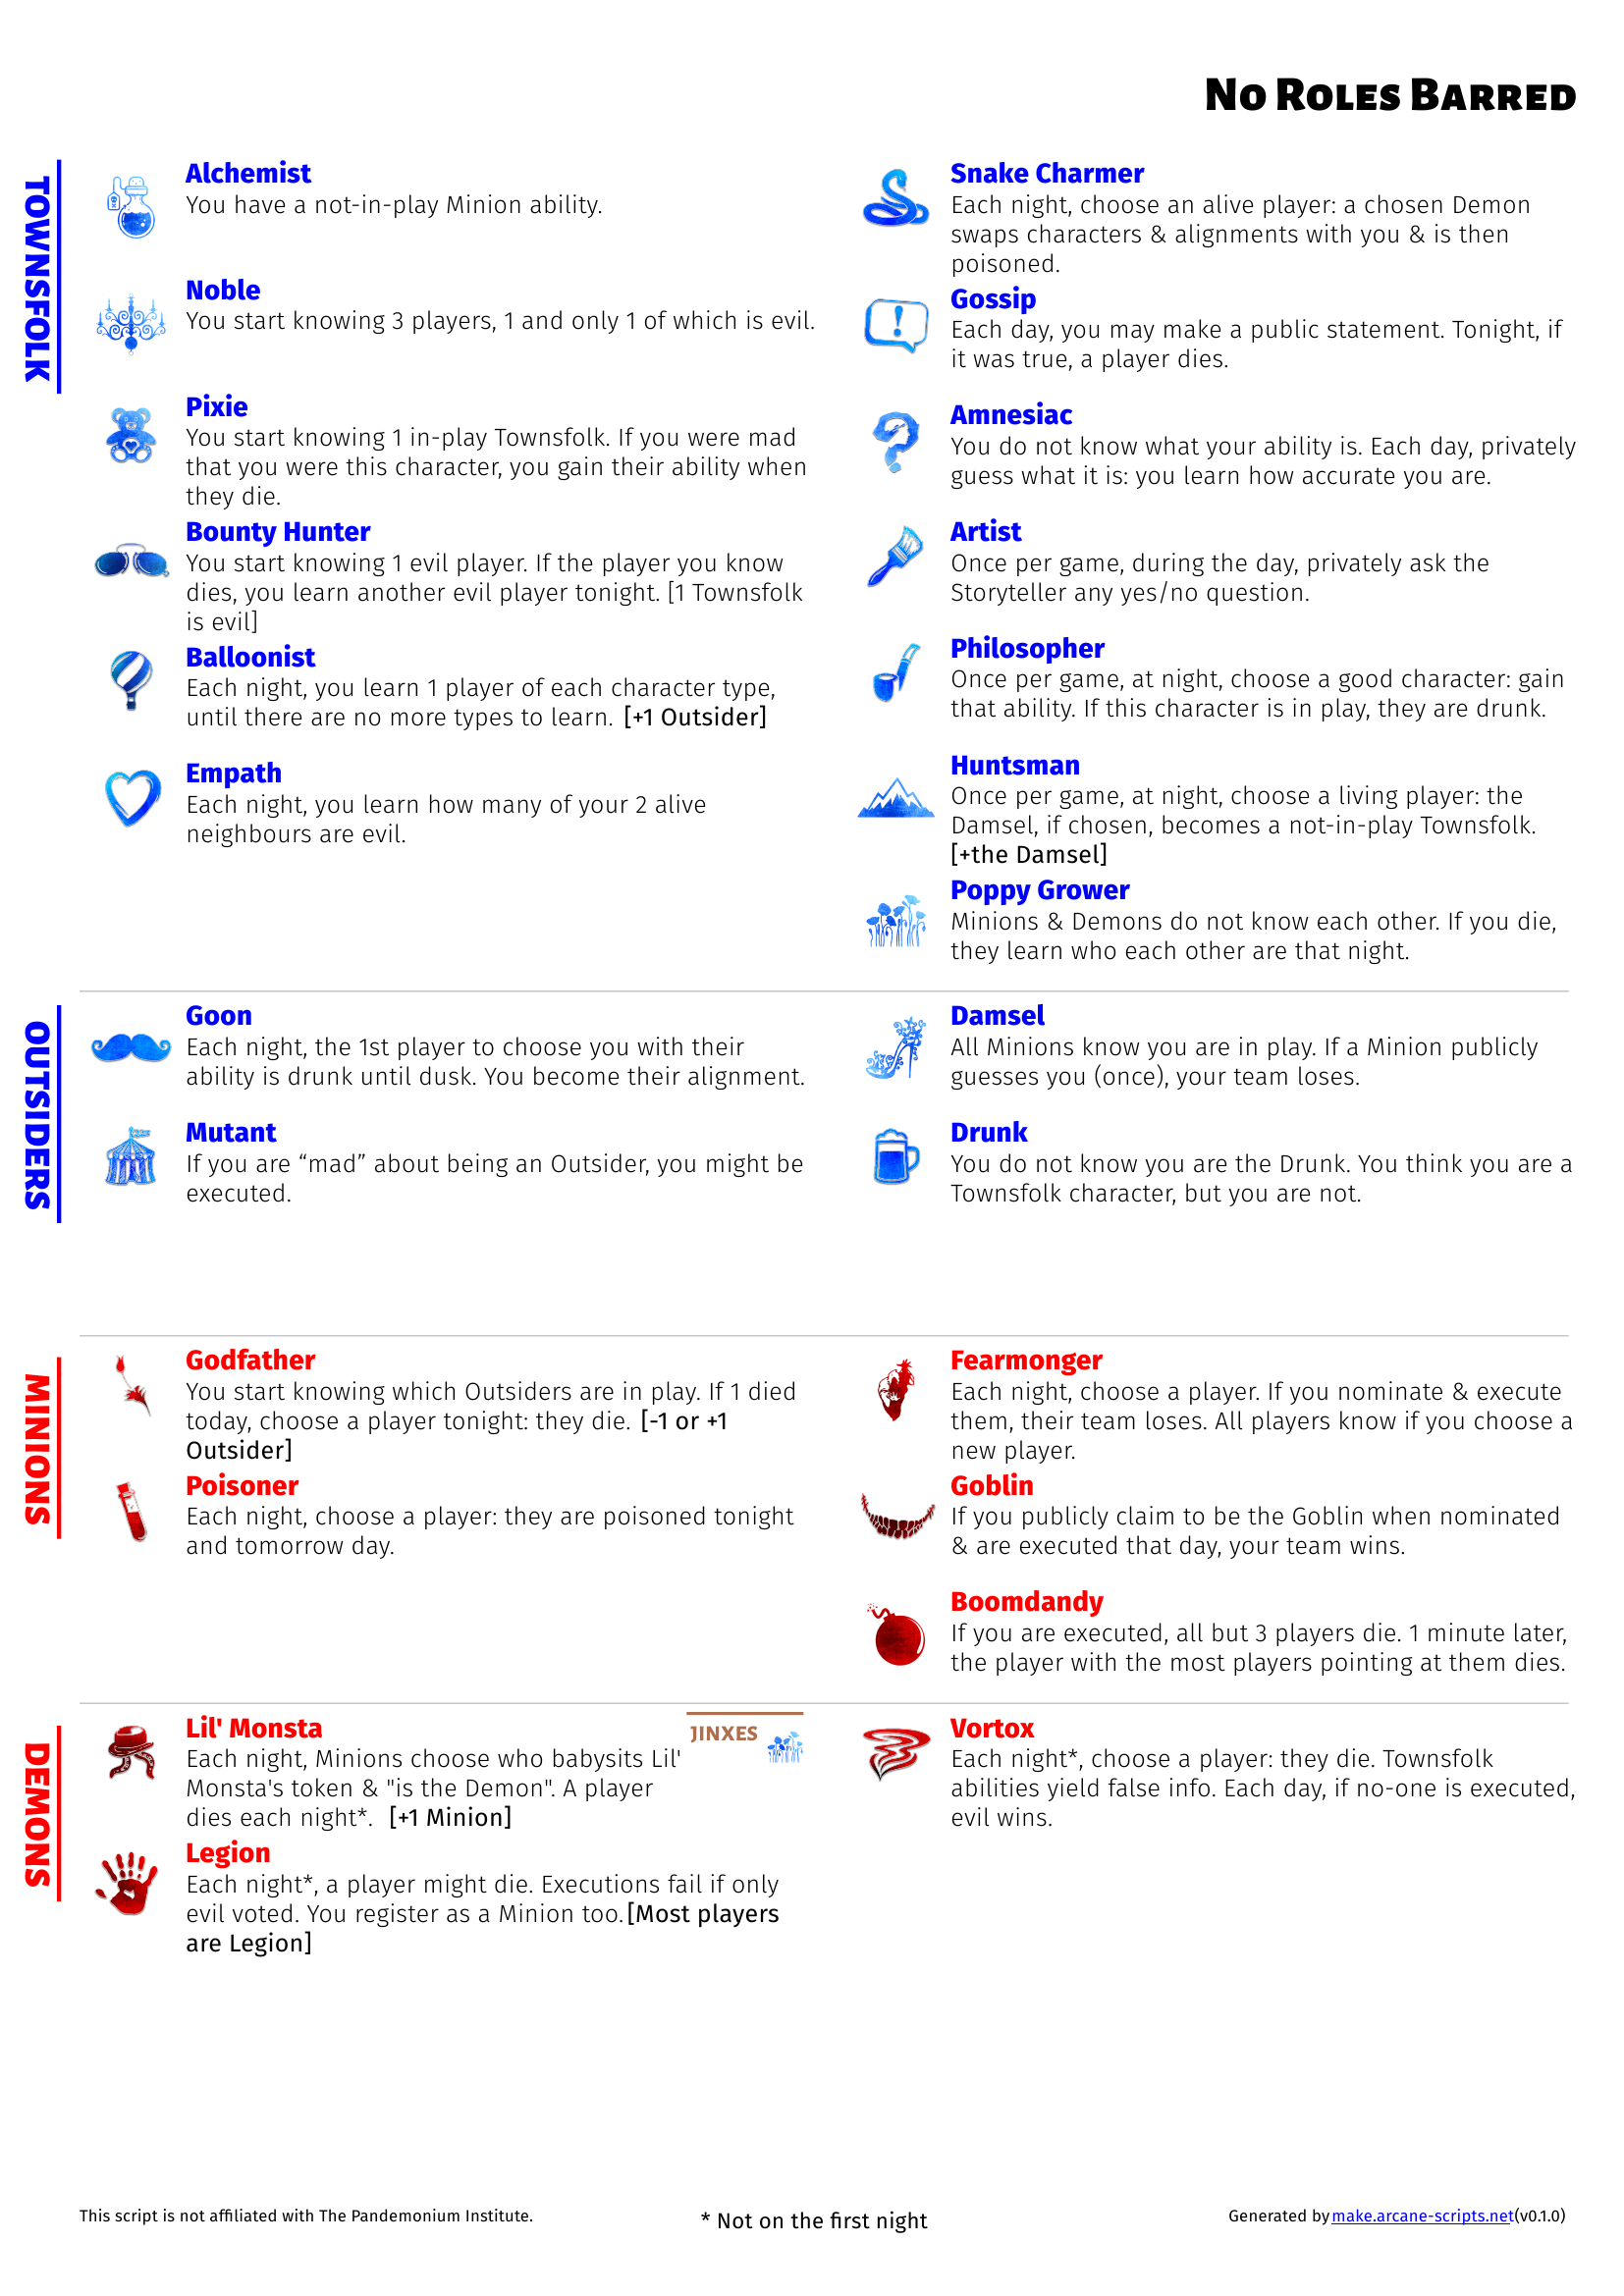 No Roles Barred
TOWNSFOLK
Alchemist
You have a not-in-play Minion ability.
Noble
You start knowing 3 players, 1 and only 1 of which is evil.
Pixie
You start knowing 1 in-play Townsfolk. If you were mad
that you were this character, you gain their ability when
they die.
Bounty Hunter
You start knowing 1 evil player. If the player you know
dies, you learn another evil player tonight. [1 Townsfolk
is evil]
Balloonist
Each night, you learn 1 player of each character type,
until there are no more types to learn. [+1 Outsider]
Empath
Each night, you learn how many of your 2 alive
neighbours are evil.
Snake Charmer
Each night, choose an alive player: a chosen Demon
swaps characters & alignments with you & is then
poisoned.
Gossip
Each day, you may make a public statement. Tonight, if
it was true, a player dies.
Amnesiac
You do not know what your ability is. Each day, privately
guess what it is: you learn how accurate you are.
Artist
Once per game, during the day, privately ask the
Storyteller any yes/no question.
Philosopher
Once per game, at night, choose a good character: gain
that ability. If this character is in play, they are drunk.
Huntsman
Once per game, at night, choose a living player: the
Damsel, if chosen, becomes a not-in-play Townsfolk.
[+the Damsel]
Poppy Grower
Minions & Demons do not know each other. If you die,
they learn who each other are that night.
OUTSIDERS
Goon
Each night, the 1st player to choose you with their
ability is drunk until dusk. You become their alignment.
Mutant
If you are “mad” about being an Outsider, you might be
executed.
Damsel
All Minions know you are in play. If a Minion publicly
guesses you (once), your team loses.
Drunk
You do not know you are the Drunk. You think you are a
Townsfolk character, but you are not.
MINIONS
Godfather
You start knowing which Outsiders are in play. If 1 died
today, choose a player tonight: they die. [-1 or +1
Outsider]
Poisoner
Each night, choose a player: they are poisoned tonight
and tomorrow day.
Fearmonger
Each night, choose a player. If you nominate & execute
them, their team loses. All players know if you choose a
new player.
Goblin
If you publicly claim to be the Goblin when nominated
& are executed that day, your team wins.
Boomdandy
If you are executed, all but 3 players die. 1 minute later,
the player with the most players pointing at them dies.
DEMONS
Lil' Monsta
JINXES
Each night, Minions choose who babysits Lil'
Monsta's token & "is the Demon". A player
dies each night*. [+1 Minion]
Legion
Each night*, a player might die. Executions fail if only
evil voted. You register as a Minion too. [Most players
are Legion]
Vortox
Each night*, choose a player: they die. Townsfolk
abilities yield false info. Each day, if no-one is executed,
evil wins.
This script is not affiliated with The Pandemonium Institute.
* Not on the first night
Generated by make.arcane-scripts.net(v0.1.0)